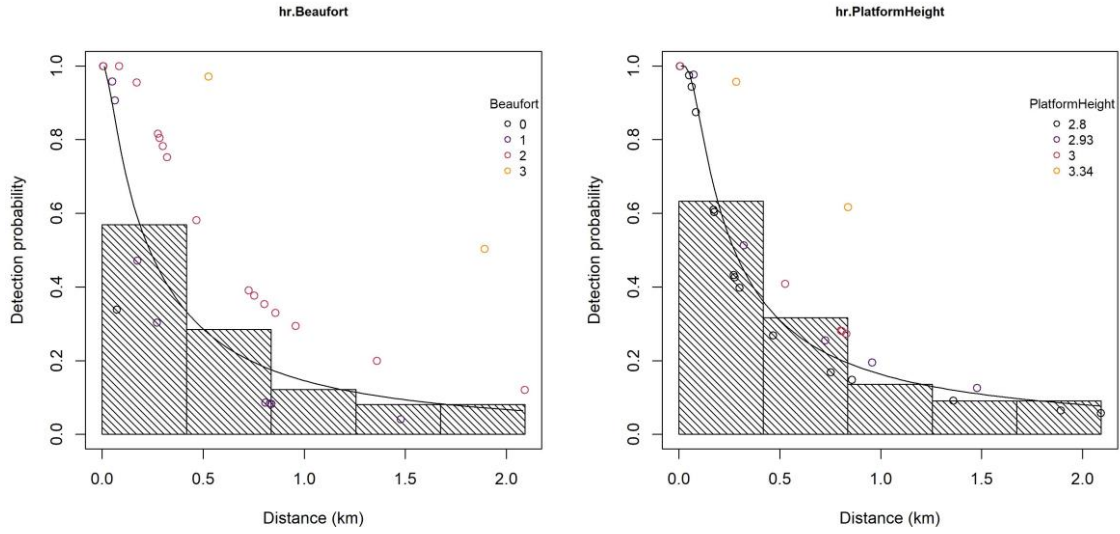 hr.Beaufort
Detection probability
1.0
0.8
0.6
0.4
0.2
0.0
Beaufort
0
1
2
3
0.0 0.5 1.0 1.5 2.0
Distance (km)
hr.PlatformHeight
Detection probability
1.0
0.8
0.6
0.4
0.2
0.0
PlatformHeight
2.8
2.93
3
3.34
0.0 0.5 1.0 1.5 2.0
Distance (km)